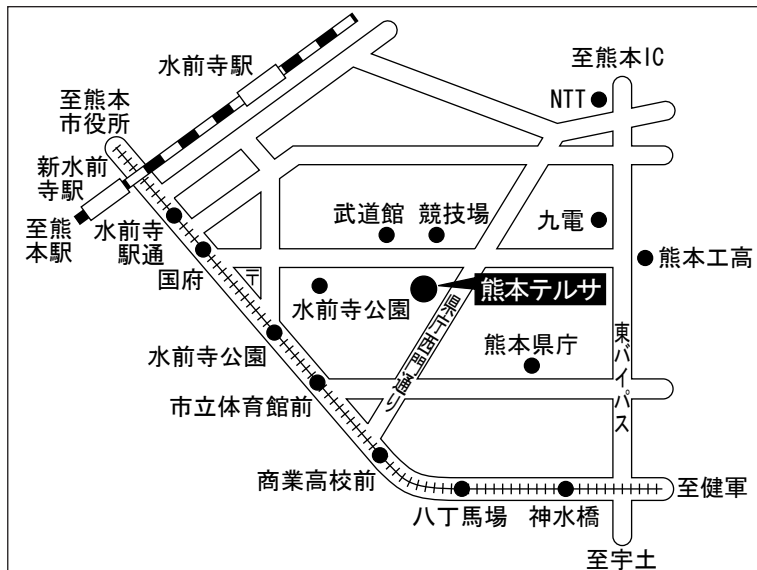 水前寺駅
至熊本IC
NTT
至熊本
市役所
新水前
寺駅
至熊
本駅
水前寺
駅通
国府
〒
武道館
競技場
九電
熊本工高
水前寺公園
熊本テルサ
県庁西門通り
熊本県庁
東バイパス
水前寺公園
市立体育館前
商業高校前
八丁馬場
神水橋
至健軍
至宇土